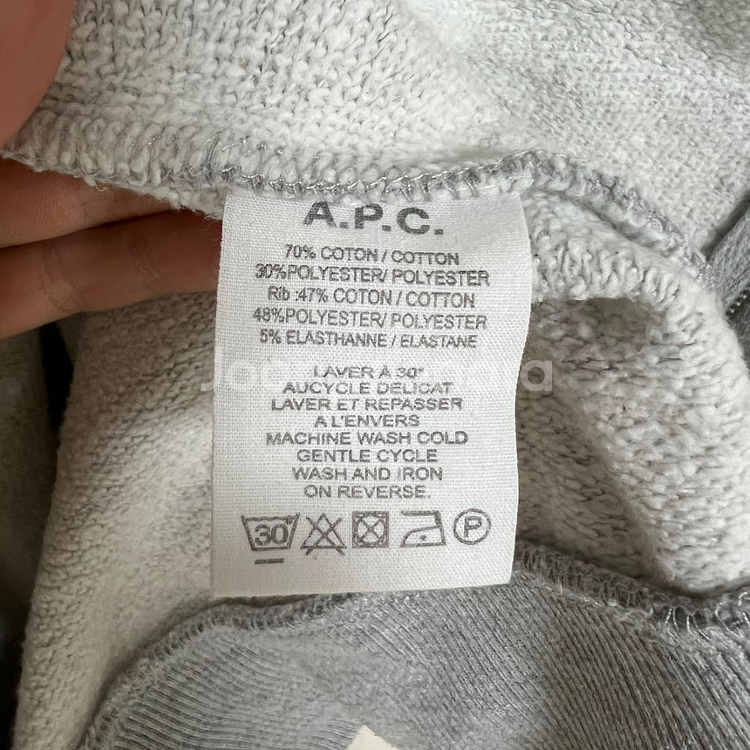 A.P.C.
70% COTON / COTTON
30%POLYESTER/ POLYESTER
Rib :47% COTON / COTTON
48%POLYESTER/ POLYESTER
5% ELASTHANNE / ELASTANE
LAVER À 30°
AUCYCLE DELICAT
LAVER ET REPASSER
A L'ENVERS
MACHINE WASH COLD
GENTLE CYCLE
WASH AND IRON
ON REVERSE.
30° P